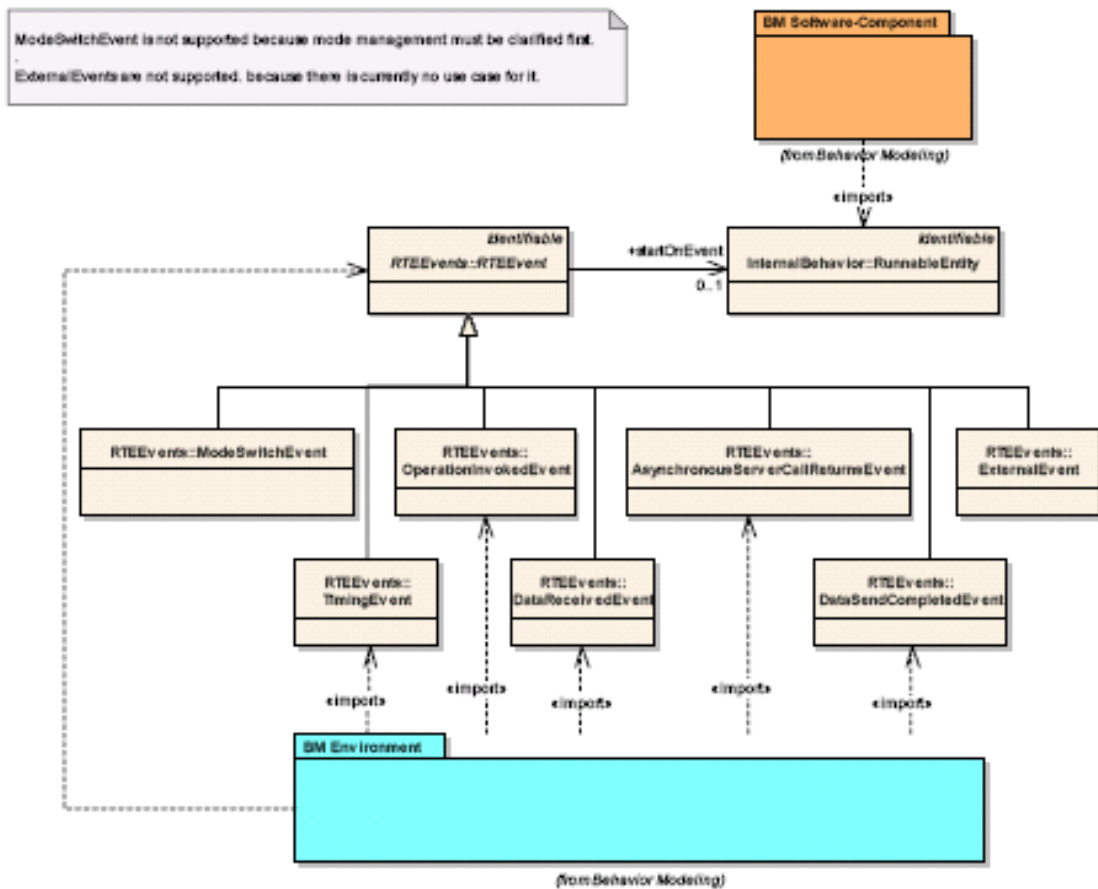 ModeSwitchEvent is not supported because mode management must be clarified first.
.
ExternalEvents are not supported. because there is currently no use case for it.
BM Software-Component
(from Behavior Modeling)
«import»
Identifiable
RTEEvents::RTEEvent
+startOnEvent
0..1
Identifiable
InternalBehavior::RunnableEntity
RTEEvents::ModeSwitchEvent
RTEEvents::
OperationInvokedEvent
RTEEvents::
AsynchronousServerCallReturnsEvent
RTEEvents::
ExternalEvent
RTEEvents::
TimingEvent
RTEEvents::
DataReceivedEvent
RTEEvents::
DataSendCompletedEvent
«import»
«import»
«import»
«import»
«import»
BM Environment
(from Behavior Modeling)